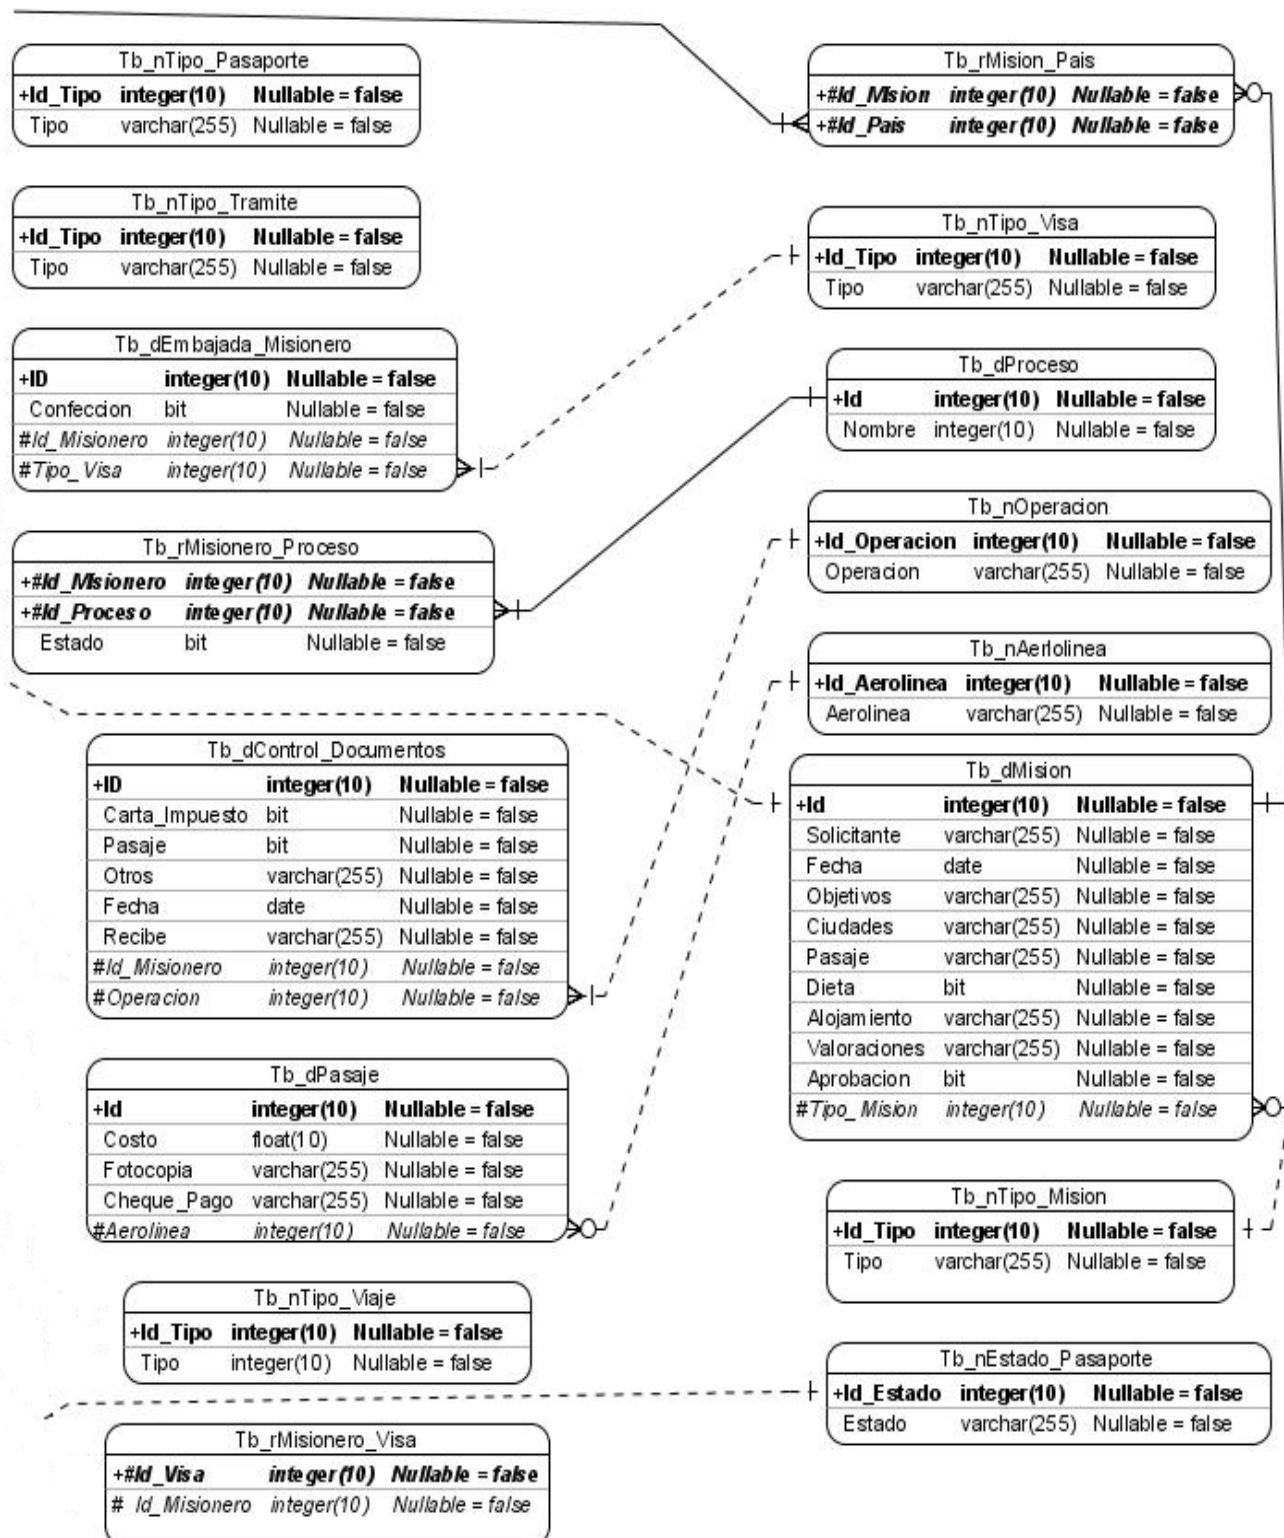 Tb_nTipo_Pasaporte
+Id_Tipo integer(10) Nullable = false
Tipo varchar(255) Nullable = false
Tb_rMision_Pais
+#Id_Mision integer(10) Nullable = false
+#Id_Pais integer(10) Nullable = false
Tb_nTipo_Tramite
+Id_Tipo integer(10) Nullable = false
Tipo varchar(255) Nullable = false
Tb_nTipo_Visa
+Id_Tipo integer(10) Nullable = false
Tipo varchar(255) Nullable = false
Tb_dEmbajada_Misionero
+ID integer(10) Nullable = false
Confeccion bit Nullable = false
#Id_Misionero integer(10) Nullable = false
#Tipo_Visa integer(10) Nullable = false
Tb_dProceso
+Id integer(10) Nullable = false
Nombre integer(10) Nullable = false
Tb_rMisionero_Proceso
+#Id_Misionero integer(10) Nullable = false
+#Id_Proceso integer(10) Nullable = false
Estado bit Nullable = false
Tb_nOperacion
+Id_Operacion integer(10) Nullable = false
Operacion varchar(255) Nullable = false
Tb_nAerlolinea
+Id_Aerolinea integer(10) Nullable = false
Aerolinea varchar(255) Nullable = false
Tb_dControl_Documentos
+ID integer(10) Nullable = false
Carta_Impuesto bit Nullable = false
Pasaje bit Nullable = false
Otros varchar(255) Nullable = false
Fecha date Nullable = false
Recibe varchar(255) Nullable = false
#Id_Misionero integer(10) Nullable = false
#Operacion integer(10) Nullable = false
Tb_dMision
+Id integer(10) Nullable = false
Solicitante varchar(255) Nullable = false
Fecha date Nullable = false
Objetivos varchar(255) Nullable = false
Ciudades varchar(255) Nullable = false
Pasaje varchar(255) Nullable = false
Dieta bit Nullable = false
Alojamiento varchar(255) Nullable = false
Valoraciones varchar(255) Nullable = false
Aprobacion bit Nullable = false
#Tipo_Mision integer(10) Nullable = false
Tb_dPasaje
+Id integer(10) Nullable = false
Costo float(10) Nullable = false
Fotocopia varchar(255) Nullable = false
Cheque_Pago varchar(255) Nullable = false
#Aerolinea integer(10) Nullable = false
Tb_nTipo_Mision
+Id_Tipo integer(10) Nullable = false
Tipo varchar(255) Nullable = false
Tb_nTipo_Viaje
+Id_Tipo integer(10) Nullable = false
Tipo integer(10) Nullable = false
Tb_nEstado_Pasaporte
+Id_Estado integer(10) Nullable = false
Estado varchar(255) Nullable = false
Tb_rMisionero_Visa
+#Id_Visa integer(10) Nullable = false
# Id_Misionero integer(10) Nullable = false